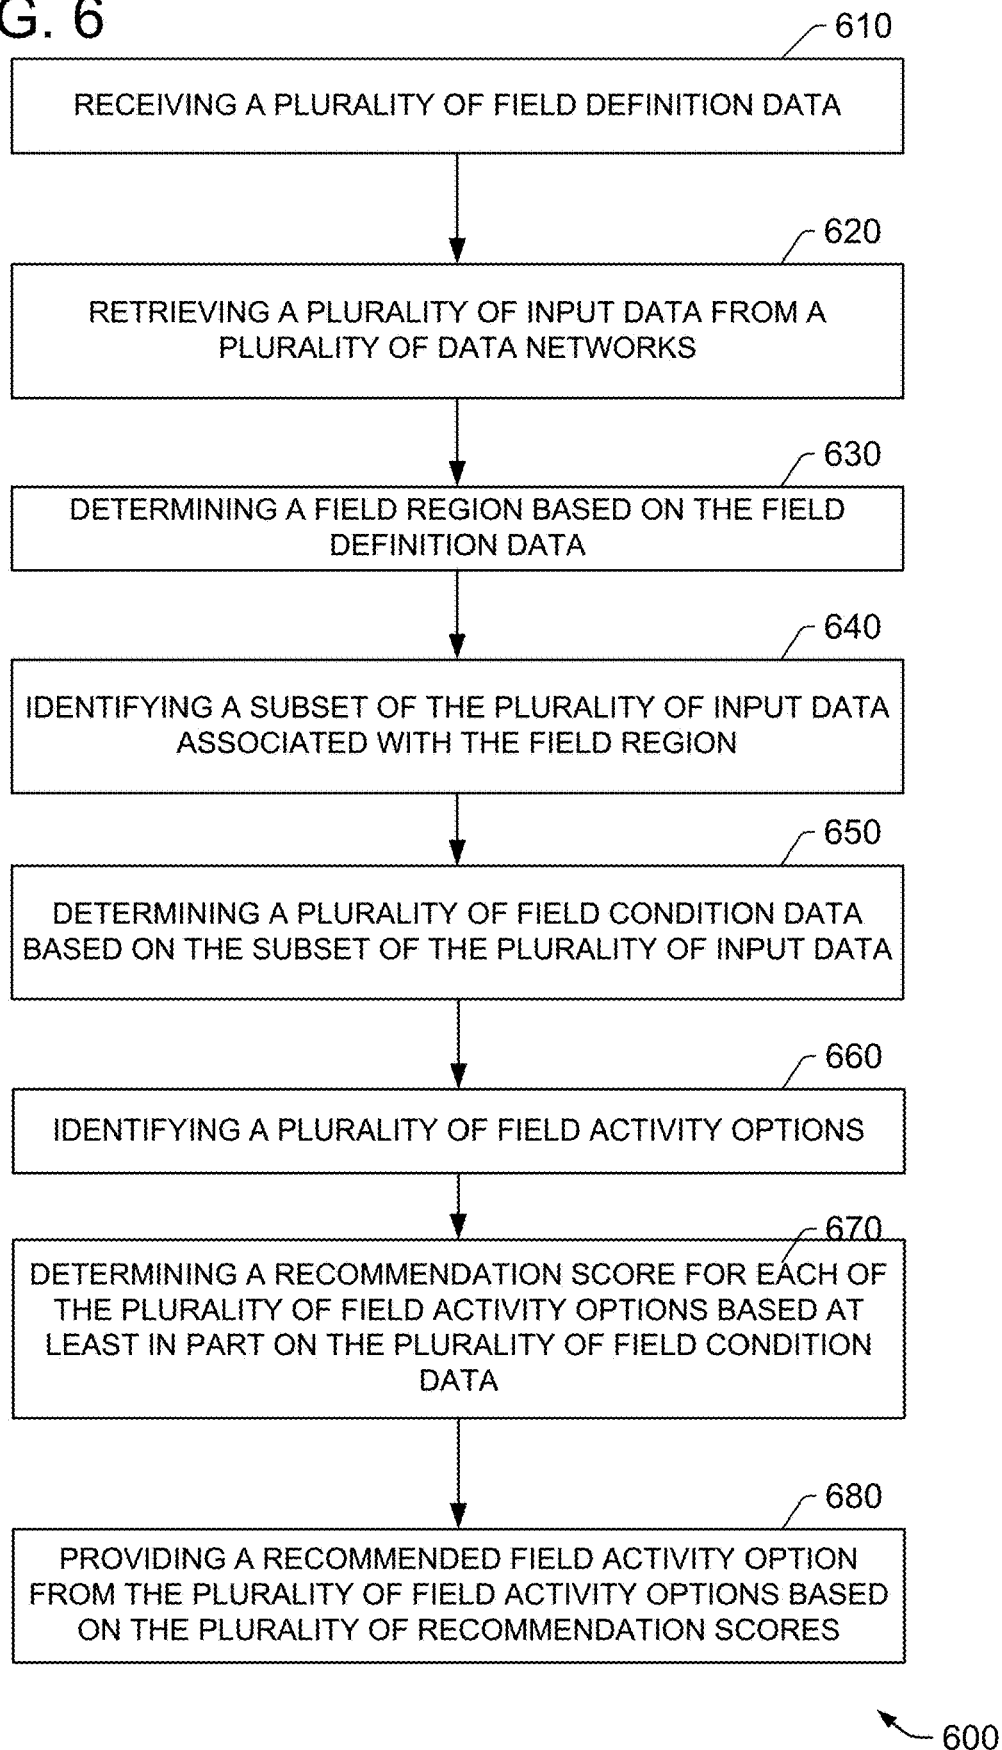 G. 6
610
RECEIVING A PLURALITY OF FIELD DEFINITION DATA
620
RETRIEVING A PLURALITY OF INPUT DATA FROM A
PLURALITY OF DATA NETWORKS
630
DETERMINING A FIELD REGION BASED ON THE FIELD
DEFINITION DATA
640
IDENTIFYING A SUBSET OF THE PLURALITY OF INPUT DATA
ASSOCIATED WITH THE FIELD REGION
650
DETERMINING A PLURALITY OF FIELD CONDITION DATA
BASED ON THE SUBSET OF THE PLURALITY OF INPUT DATA
660
IDENTIFYING A PLURALITY OF FIELD ACTIVITY OPTIONS
670
DETERMINING A RECOMMENDATION SCORE FOR EACH OF
THE PLURALITY OF FIELD ACTIVITY OPTIONS BASED AT
LEAST IN PART ON THE PLURALITY OF FIELD CONDITION
DATA
680
PROVIDING A RECOMMENDED FIELD ACTIVITY OPTION
FROM THE PLURALITY OF FIELD ACTIVITY OPTIONS BASED
ON THE PLURALITY OF RECOMMENDATION SCORES
600